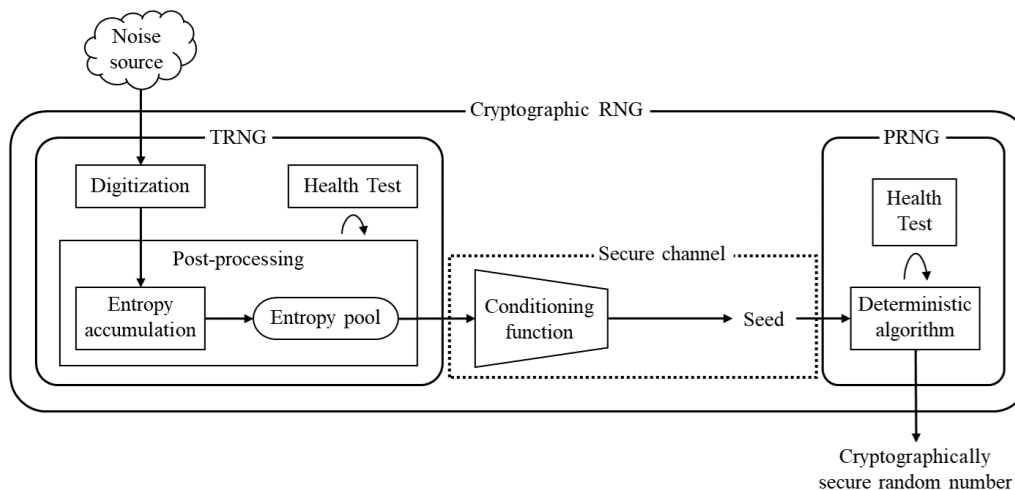 Noise
source
Cryptographic RNG
TRNG
PRNG
Digitization
Health Test
Health
Test
Post-processing
Secure channel
Entropy
accumulation
Entropy pool
Conditioning
function
Seed
Deterministic
algorithm
Cryptographically
secure random number